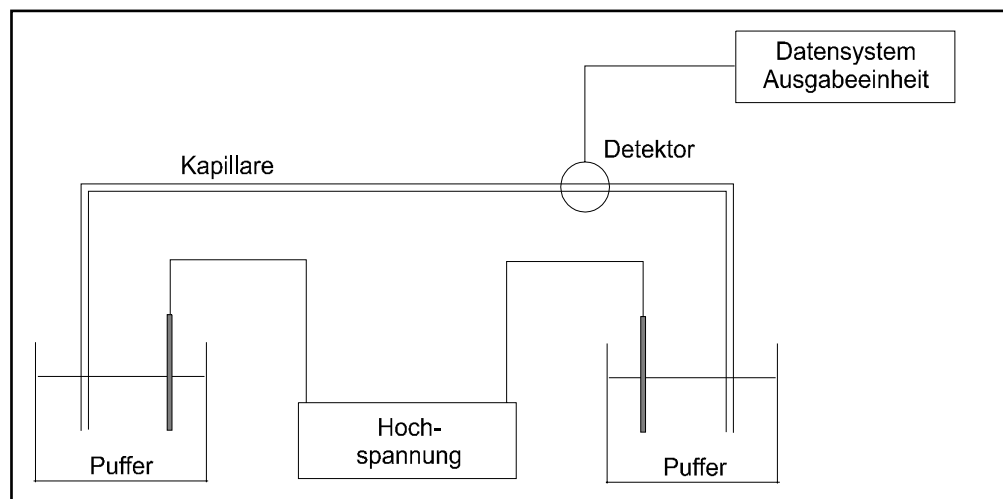 Datensystem
Ausgabeeinheit
Detektor
Kapillare
Hoch-
spannung
Puffer
Puffer